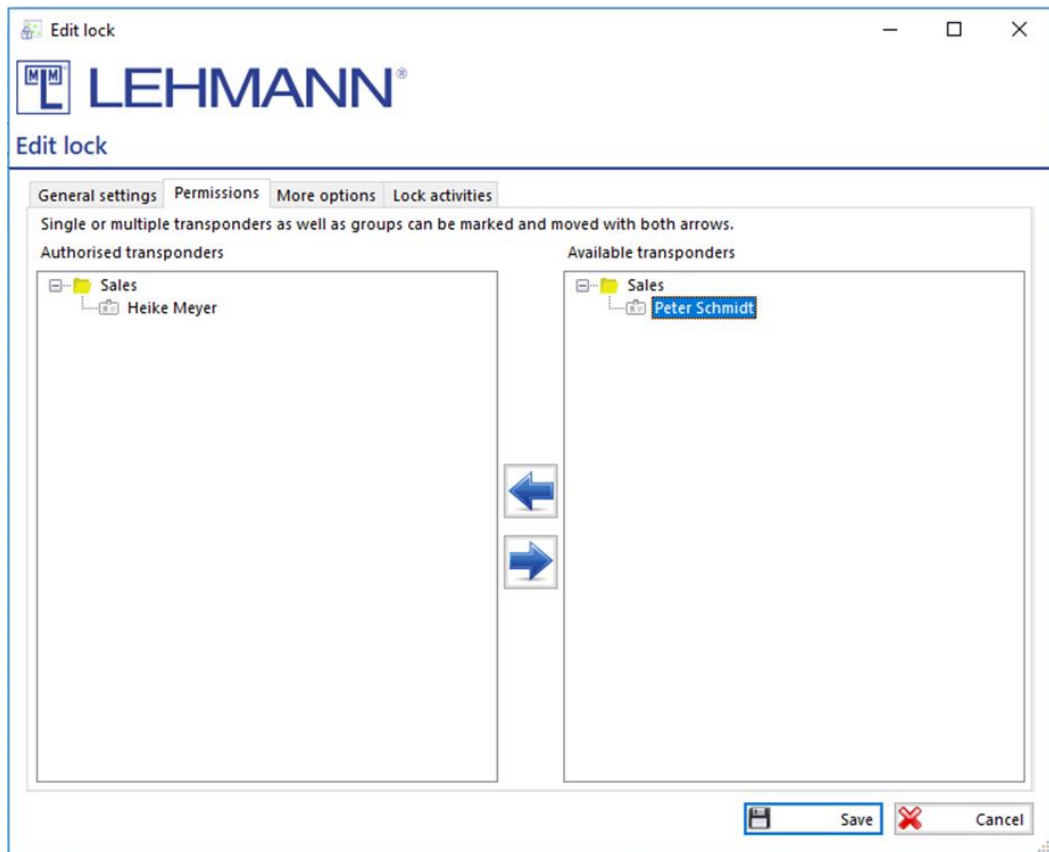 Edit lock
MM
L LEHMANN®
Edit lock
General settings Permissions More options Lock activities
Single or multiple transponders as well as groups can be marked and moved with both arrows.
Authorised transponders Available transponders
Sales Sales
Heike Meyer Peter Schmidt
Save Cancel